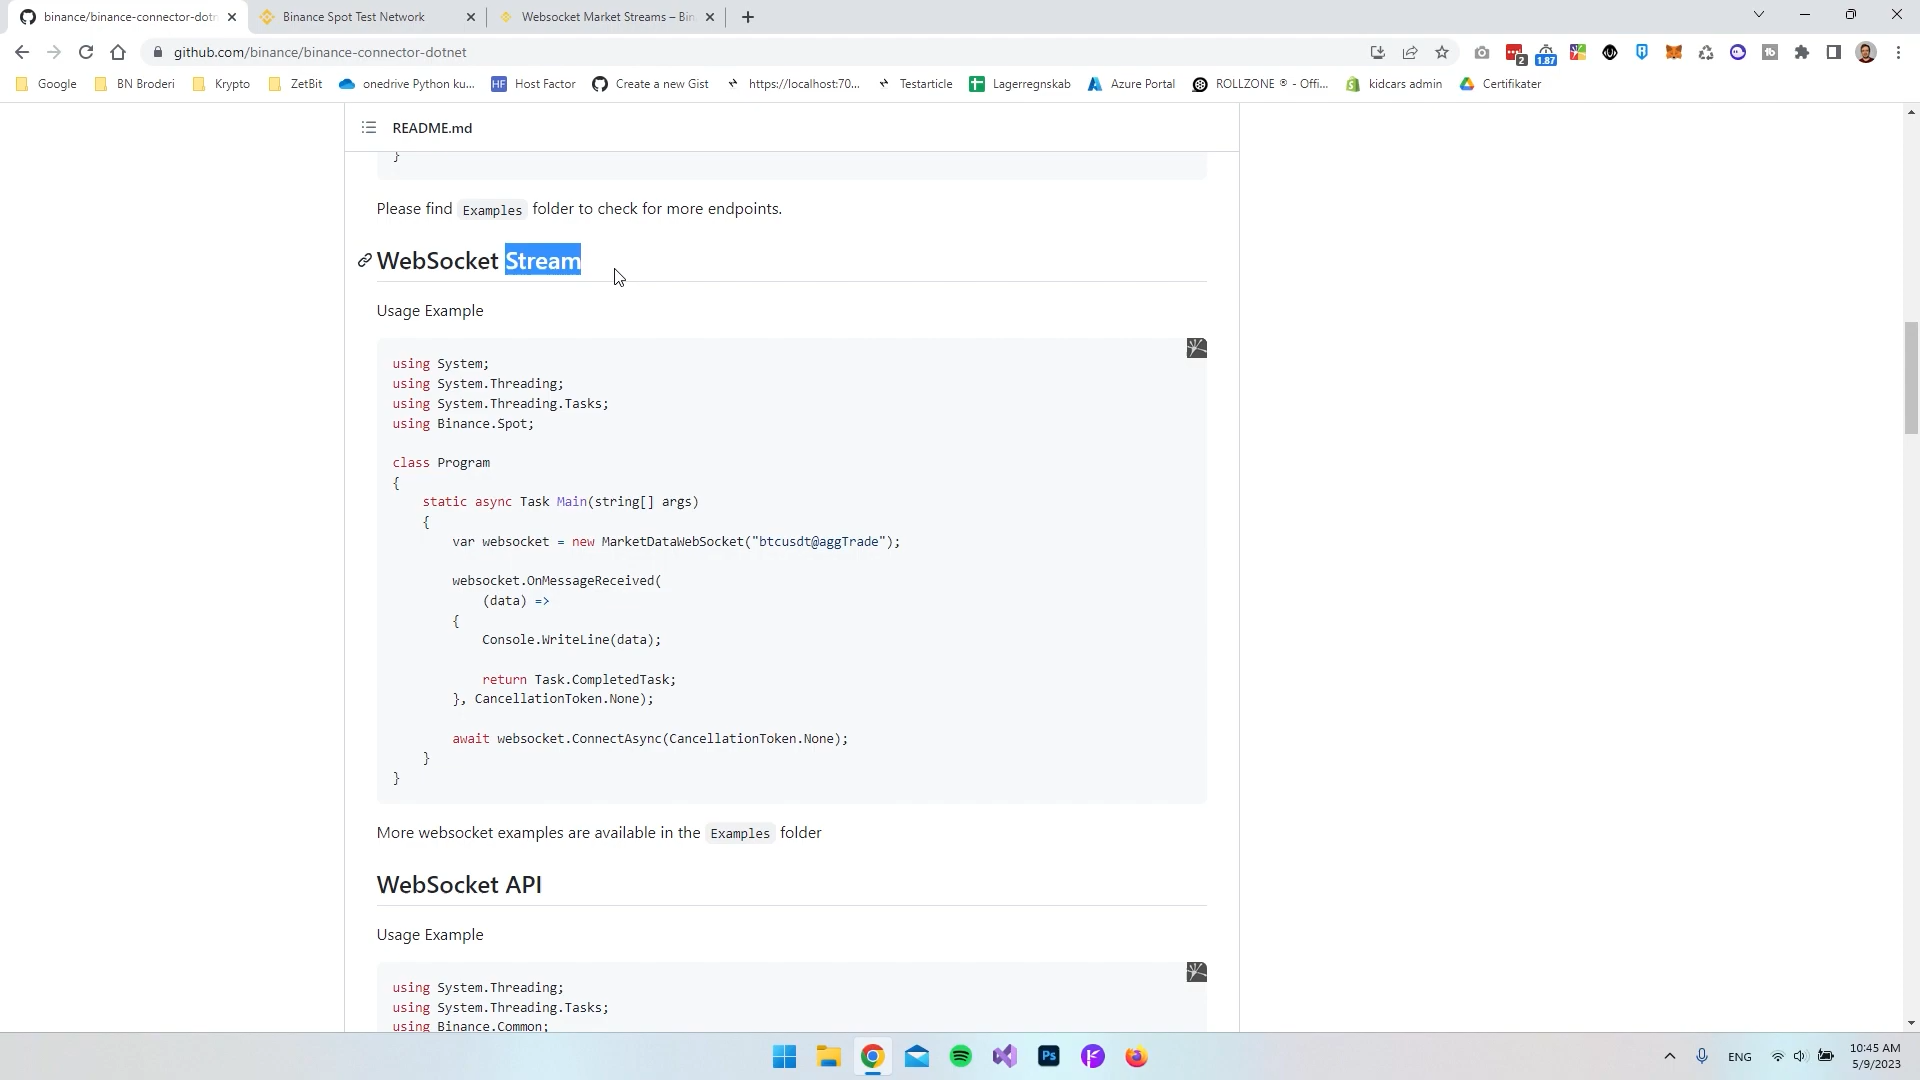 binance/binance-connector-dotn
Binance Spot Test Network
Websocket Market Streams – Bin
github.com/binance/binance-connector-dotnet
2
1.87
Google
BN Broderi
Krypto
ZetBit
onedrive Python ku...
HF
Host Factor
Create a new Gist
https://localhost:70...
Testarticle
Lagerregnskab
Azure Portal
ROLLZONE ® - Offi...
kidcars admin
Certifikater
README.md
}
Please find Examples folder to check for more endpoints.
WebSocket Stream
Usage Example
using System;
using System.Threading;
using System.Threading.Tasks;
using Binance.Spot;
class Program
{
static async Task Main(string[] args)
{
var websocket = new MarketDataWebSocket("btcusdt@aggTrade");
websocket.OnMessageReceived(
(data) =>
{
Console.WriteLine(data);
return Task.CompletedTask;
}, CancellationToken.None);
await websocket.ConnectAsync(CancellationToken.None);
}
}
More websocket examples are available in the Examples folder
WebSocket API
Usage Example
using System.Threading;
using System.Threading.Tasks;
using Binance.Common;
Ps
ENG
10:45 AM
5/9/2023